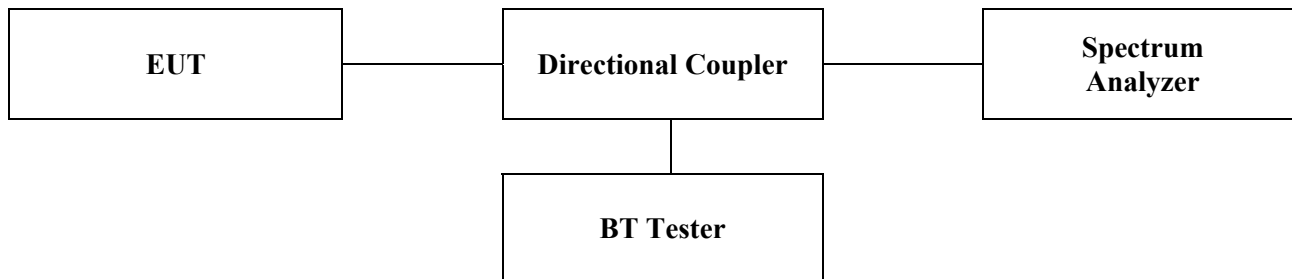 EUT
Directional Coupler
Spectrum
Analyzer
BT Tester